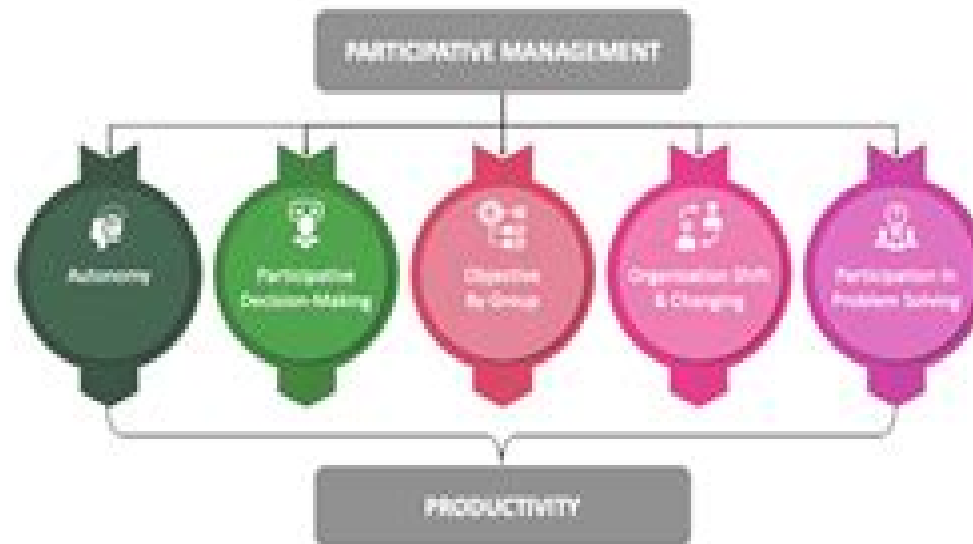 PARTICIPATIVE MANAGEMENT
Autonomy
Participative
Decision-Making
Objective
By Group
Organization Shift
& Changing
Participation In
Problem Solving
PRODUCTIVITY